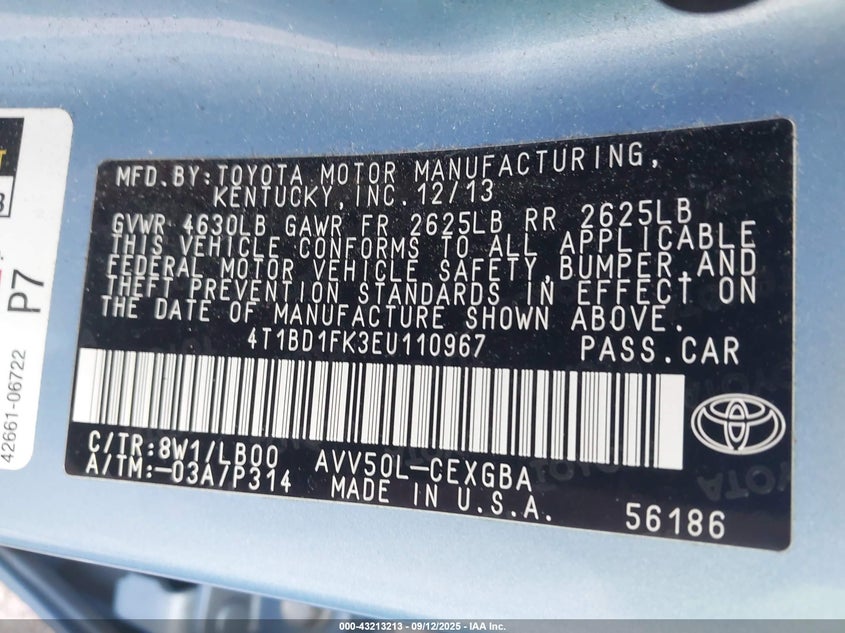 MFD.BY:TOYOTA MOTOR MANUFACTURING,
KENTUCKY,INC.12/13
GVWR 4630LB GAWR FR 2625LB RR 2625LB
THIS VEHICLE CONFORMS TO ALL APPLICABLE
FEDERAL MOTOR VEHICLE SAFETY,BUMPER,AND
THEFT PREVENTION STANDARDS IN EFFECT ON
THE DATE OF MANUFACTURE SHOWN ABOVE.
4T1BD1FK3EU110967 PASS.CAR
C/TR:8W1/LB00 AVV50L-CEXGBA
A/TM:-03A/P314 MADE IN U.S.A.
56186
P7
42661-06722
000-43213213 - 09/12/2025 - IAA Inc.